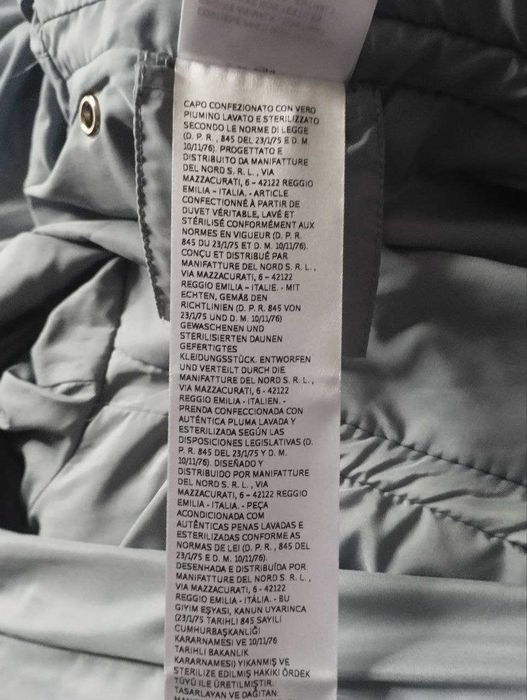 CAPO CONFEZIONATO CON VERO
PIUMINO LAVATO E STERILIZZATO
SECONDO LE NORME DI LEGGE
(D. P. R. , 845 DEL 23/1/75 E D. M.
10/11/76). PROGETTATO E
DISTRIBUITO DA MANIFATTURE
DEL NORD S. R. L. , VIA
MAZZACURATI, 6 - 42122 REGGIO
EMILIA - ITALIA. - ARTICLE
CONFECTIONNÉ À PARTIR DE
DUVET VÉRITABLE, LAVÉ ET
STÉRILISÉ CONFORMÉMENT AUX
NORMES EN VIGUEUR (D. P. R.
845 DU 23/1/75 ET D. M. 10/11/76).
CONÇU ET DISTRIBUÉ PAR
MANIFATTURE DEL NORD S. R. L. ,
VIA MAZZACURATI, 6 - 42122
REGGIO EMILIA - ITALIE. - MIT
ECHTEN, GEMÄß DEN
RICHTLINIEN (D. P. R. 845 VON
23/1/75 UND D. M. 10/11/76)
GEWASCHENEN UND
STERILISIERTEN DAUNEN
GEFERTIGTES
KLEIDUNGSSTÜCK. ENTWORFEN
UND VERTEILT DURCH DIE
MANIFATTURE DEL NORD S. R. L. ,
VIA MAZZACURATI, 6 - 42122
REGGIO EMILIA - ITALIEN. -
PRENDA CONFECCIONADA CON
AUTÉNTICA PLUMA LAVADA Y
ESTERILIZADA SEGÚN LAS
DISPOSICIONES LEGISLATIVAS (D.
P. R. 845 DEL 23/1/75 Y D. M.
10/11/76). DISEÑADO Y
DISTRIBUIDO POR MANIFATTURE
DEL NORD S. R. L. , VIA
MAZZACURATI, 6 - 42122 REGGIO
EMILIA - ITALIA. - PEÇA
ACONDICIONADA COM
AUTÊNTICAS PENAS LAVADAS E
ESTERILIZADAS CONFORME AS
NORMAS DE LEI (D. P. R. , 845 DEL
23/1/75 E D. M. 10/11/76).
DESENHADA E DISTRIBUÍDA POR
MANIFATTURE DEL NORD S. R. L. ,
VIA MAZZACURATI, 6 - 42122
REGGIO EMILIA - ITÁLIA. - BU
GIYIM EŞYASI, KANUN UYARINCA
(23/1/75 TARIHLI 845 SAYILI
CUMHURBAŞKANLIĞI
KARARNAMESI VE 10/11/76
TARIHLI BAKANLIK
KARARNAMESI) YIKANMIŞ VE
STERILIZE EDILMIŞ HAKIKI ÖRDEK
TÜYÜ ILE ÜRETILMIŞTIR.
TASARLAYAN VE DAĞITAN: